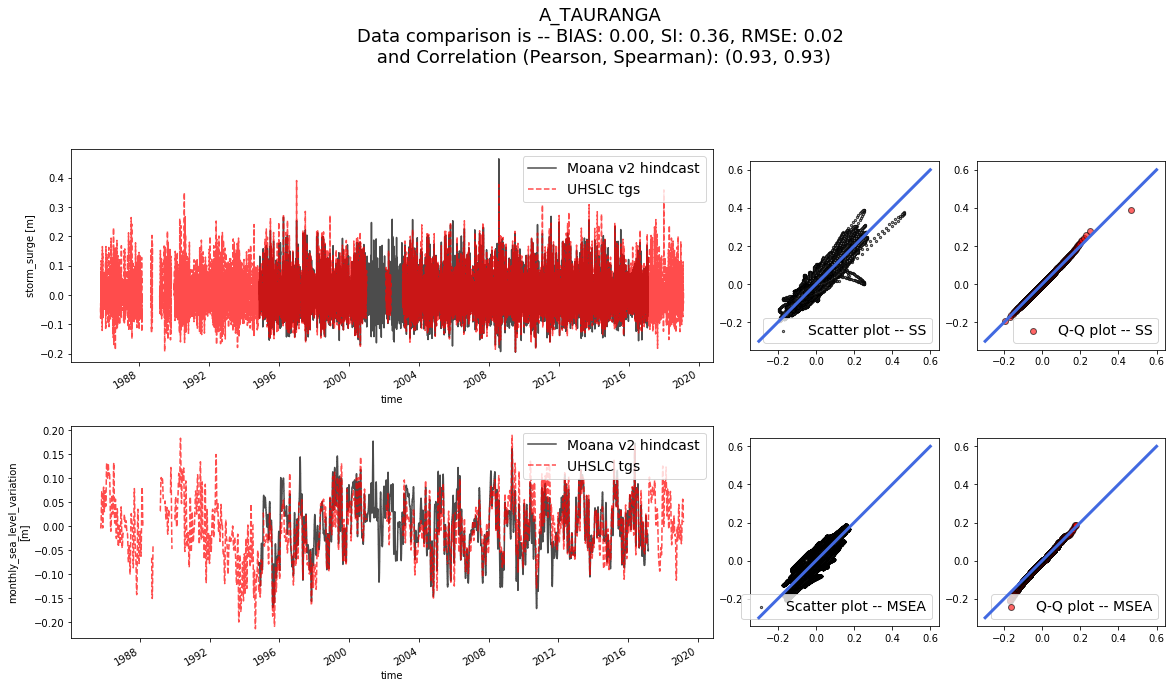 A_TAURANGA
Data comparison is -- BIAS: 0.00, SI: 0.36, RMSE: 0.02
and Correlation (Pearson, Spearman): (0.93, 0.93)
storm_surge [m]
0.4
0.3
0.2
0.1
0.0
−0.1
−0.2
Moana v2 hindcast
UHSLC tgs
1988 1992 1996 2000 2004 2008 2012 2016 2020
time
0.6
0.4
0.2
0.0
−0.2
Scatter plot -- SS
−0.2 0.0 0.2 0.4 0.6
0.6
0.4
0.2
0.0
−0.2
Q-Q plot -- SS
−0.2 0.0 0.2 0.4 0.6
monthly_sea_level_variation
[m]
0.20
0.15
0.10
0.05
0.00
−0.05
−0.10
−0.15
−0.20
Moana v2 hindcast
UHSLC tgs
1988 1992 1996 2000 2004 2008 2012 2016 2020
time
0.6
0.4
0.2
0.0
−0.2
Scatter plot -- MSEA
−0.2 0.0 0.2 0.4 0.6
0.6
0.4
0.2
0.0
−0.2
Q-Q plot -- MSEA
−0.2 0.0 0.2 0.4 0.6